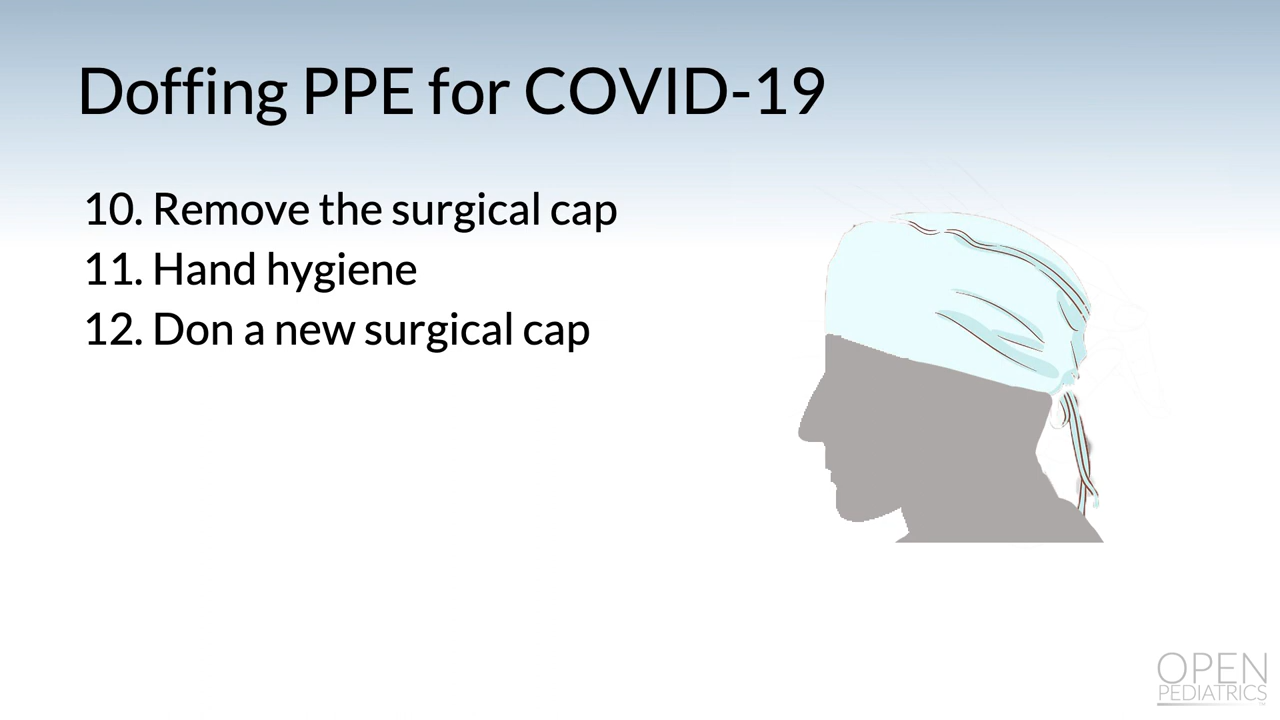 Doffing PPE for COVID-19
10. Remove the surgical cap
11. Hand hygiene
12. Don a new surgical cap
OPEN
PEDIATRICS